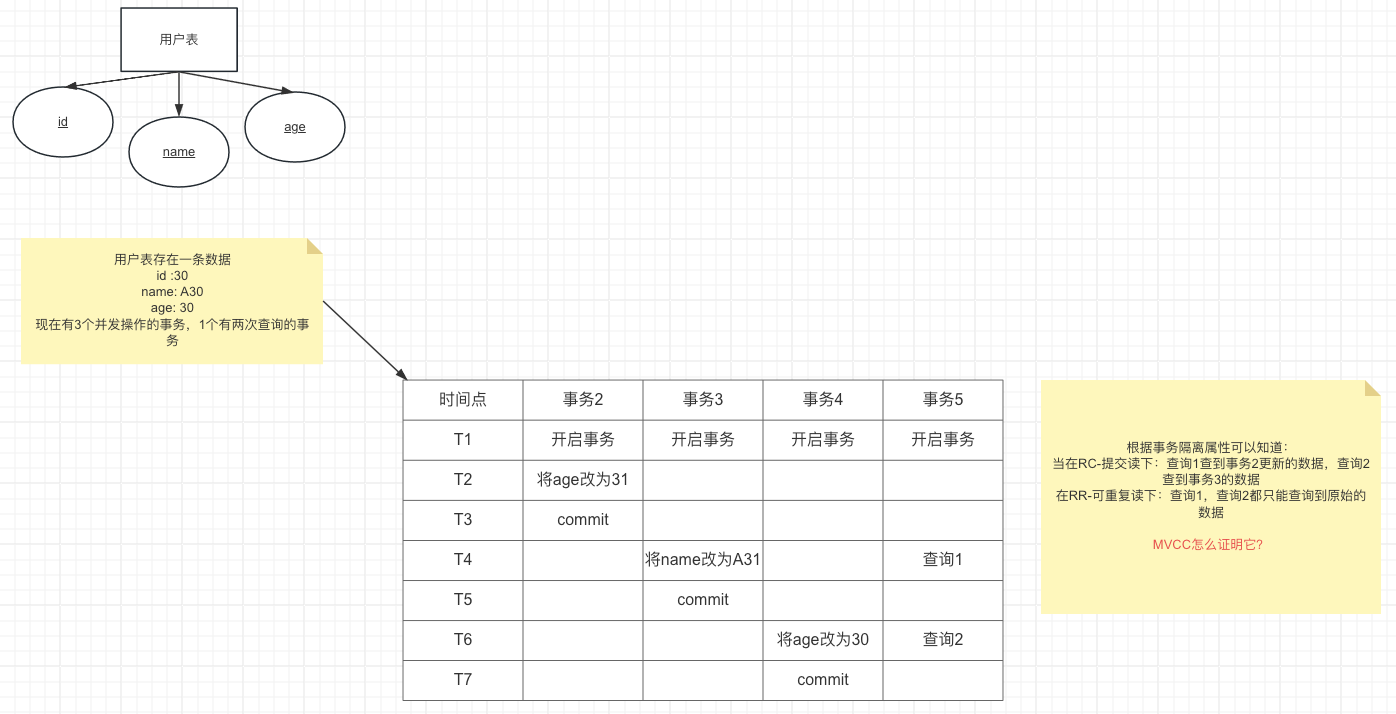 用户表
id
name
age
用户表存在一条数据
id :30
name: A30
age: 30
现在有3个并发操作的事务，1个有两次查询的事
务
时间点 事务2 事务3 事务4 事务5
T1 开启事务 开启事务 开启事务 开启事务
T2 将age改为31
T3 commit
T4 将name改为A31 查询1
T5 commit
T6 将age改为30 查询2
T7 commit
根据事务隔离属性可以知道：
当在RC-提交读下：查询1查到事务2更新的数据，查询2
查到事务3的数据
在RR-可重复读下：查询1，查询2都只能查询到原始的
数据
MVCC怎么证明它？